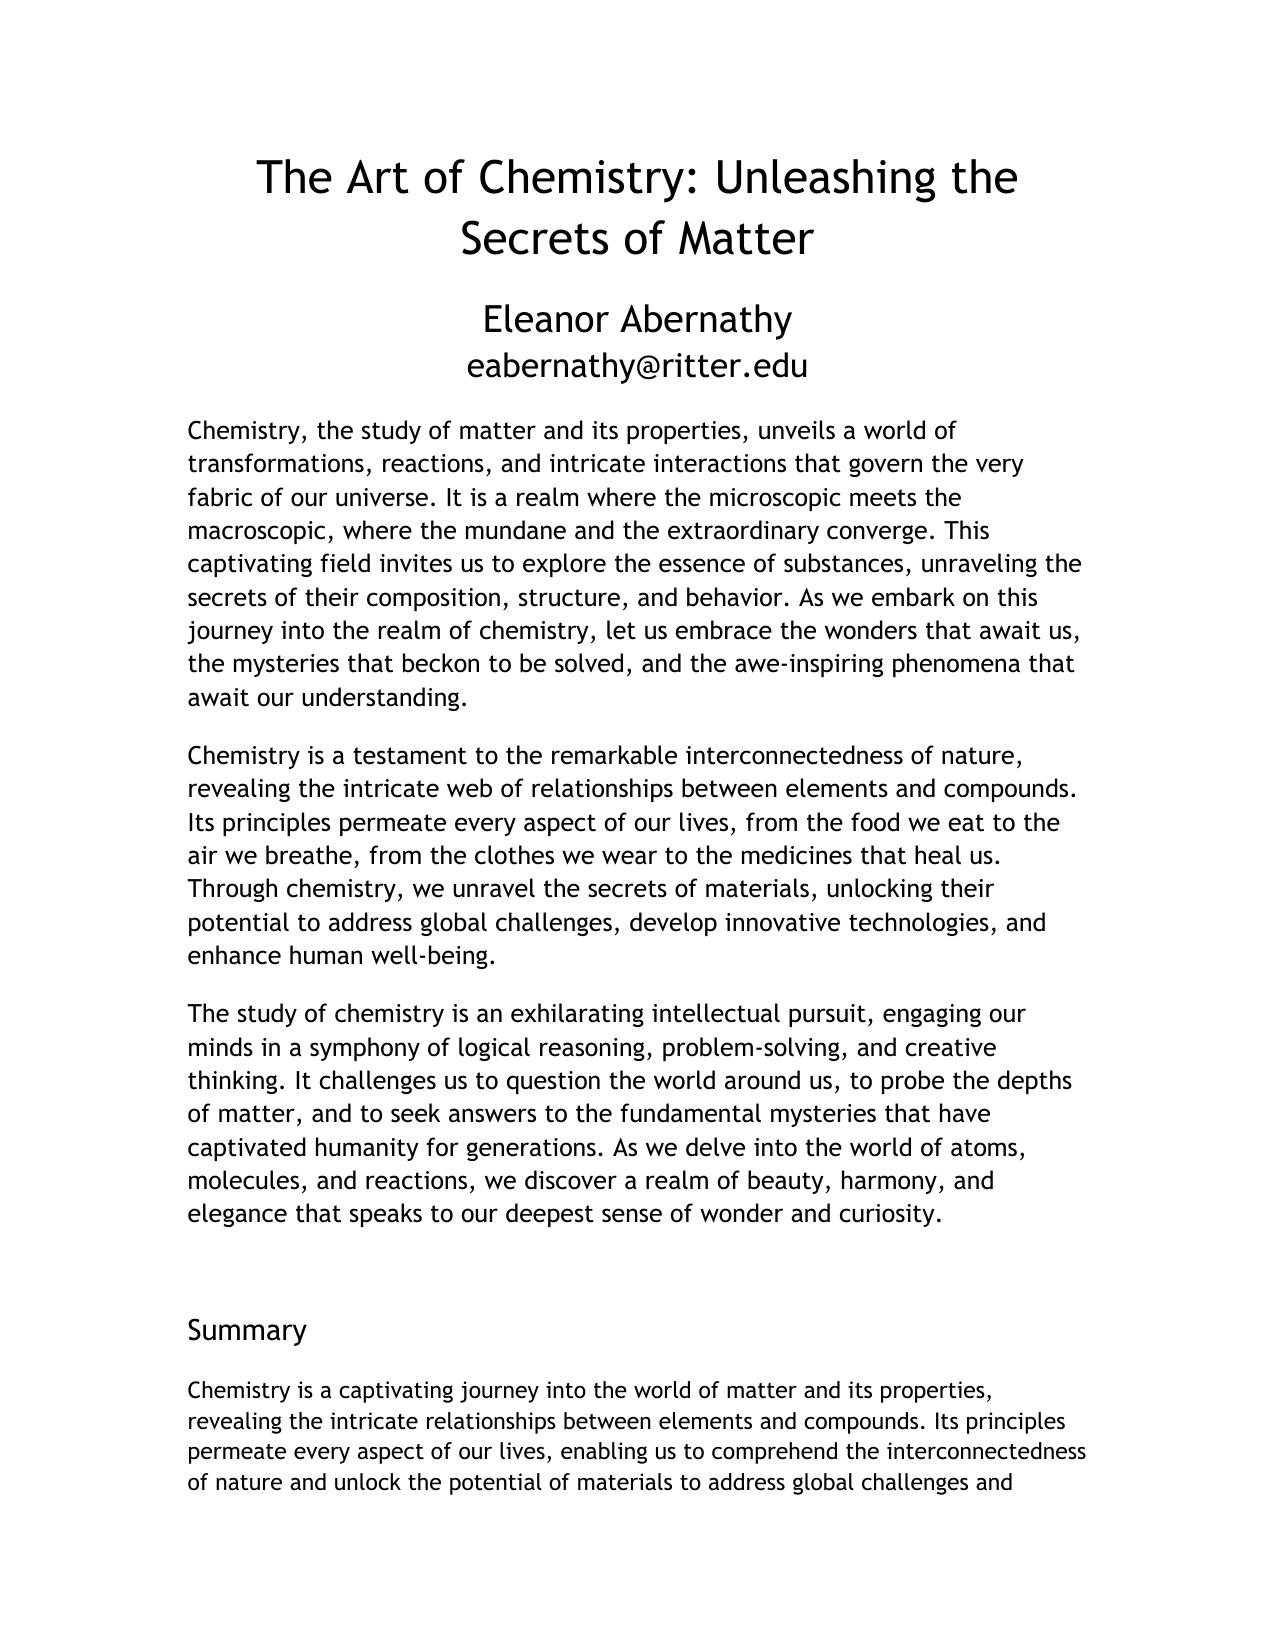 The Art of Chemistry: Unleashing the
Secrets of Matter
Eleanor Abernathy
eabernathy@ritter.edu
Chemistry, the study of matter and its properties, unveils a world of
transformations, reactions, and intricate interactions that govern the very
fabric of our universe. It is a realm where the microscopic meets the
macroscopic, where the mundane and the extraordinary converge. This
captivating field invites us to explore the essence of substances, unraveling the
secrets of their composition, structure, and behavior. As we embark on this
journey into the realm of chemistry, let us embrace the wonders that await us,
the mysteries that beckon to be solved, and the awe-inspiring phenomena that
await our understanding.
Chemistry is a testament to the remarkable interconnectedness of nature,
revealing the intricate web of relationships between elements and compounds.
Its principles permeate every aspect of our lives, from the food we eat to the
air we breathe, from the clothes we wear to the medicines that heal us.
Through chemistry, we unravel the secrets of materials, unlocking their
potential to address global challenges, develop innovative technologies, and
enhance human well-being.
The study of chemistry is an exhilarating intellectual pursuit, engaging our
minds in a symphony of logical reasoning, problem-solving, and creative
thinking. It challenges us to question the world around us, to probe the depths
of matter, and to seek answers to the fundamental mysteries that have
captivated humanity for generations. As we delve into the world of atoms,
molecules, and reactions, we discover a realm of beauty, harmony, and
elegance that speaks to our deepest sense of wonder and curiosity.
Summary
Chemistry is a captivating journey into the world of matter and its properties,
revealing the intricate relationships between elements and compounds. Its principles
permeate every aspect of our lives, enabling us to comprehend the interconnectedness
of nature and unlock the potential of materials to address global challenges and